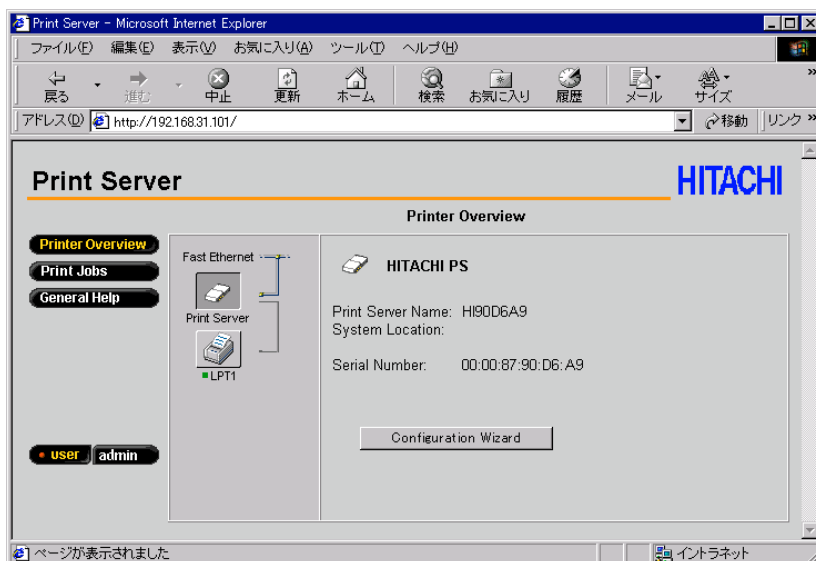 Print Server - Microsoft Internet Explorer
ファイル(F) 編集(E) 表示(V) お気に入り(A) ツール(T) ヘルプ(H)
戻る 進む 中止 更新 ホーム 検索 お気に入り 履歴 メール サイズ »
アドレス(D) http://192.168.31.101/ 移動 リンク »
Print Server HITACHI
Printer Overview
Printer Overview
Print Jobs
General Help
user admin
Fast Ethernet
Print Server
LPT1
HITACHI PS
Print Server Name: HI90D6A9
System Location:
Serial Number: 00:00:87:90:D6:A9
Configuration Wizard
ページが表示されました イントラネット